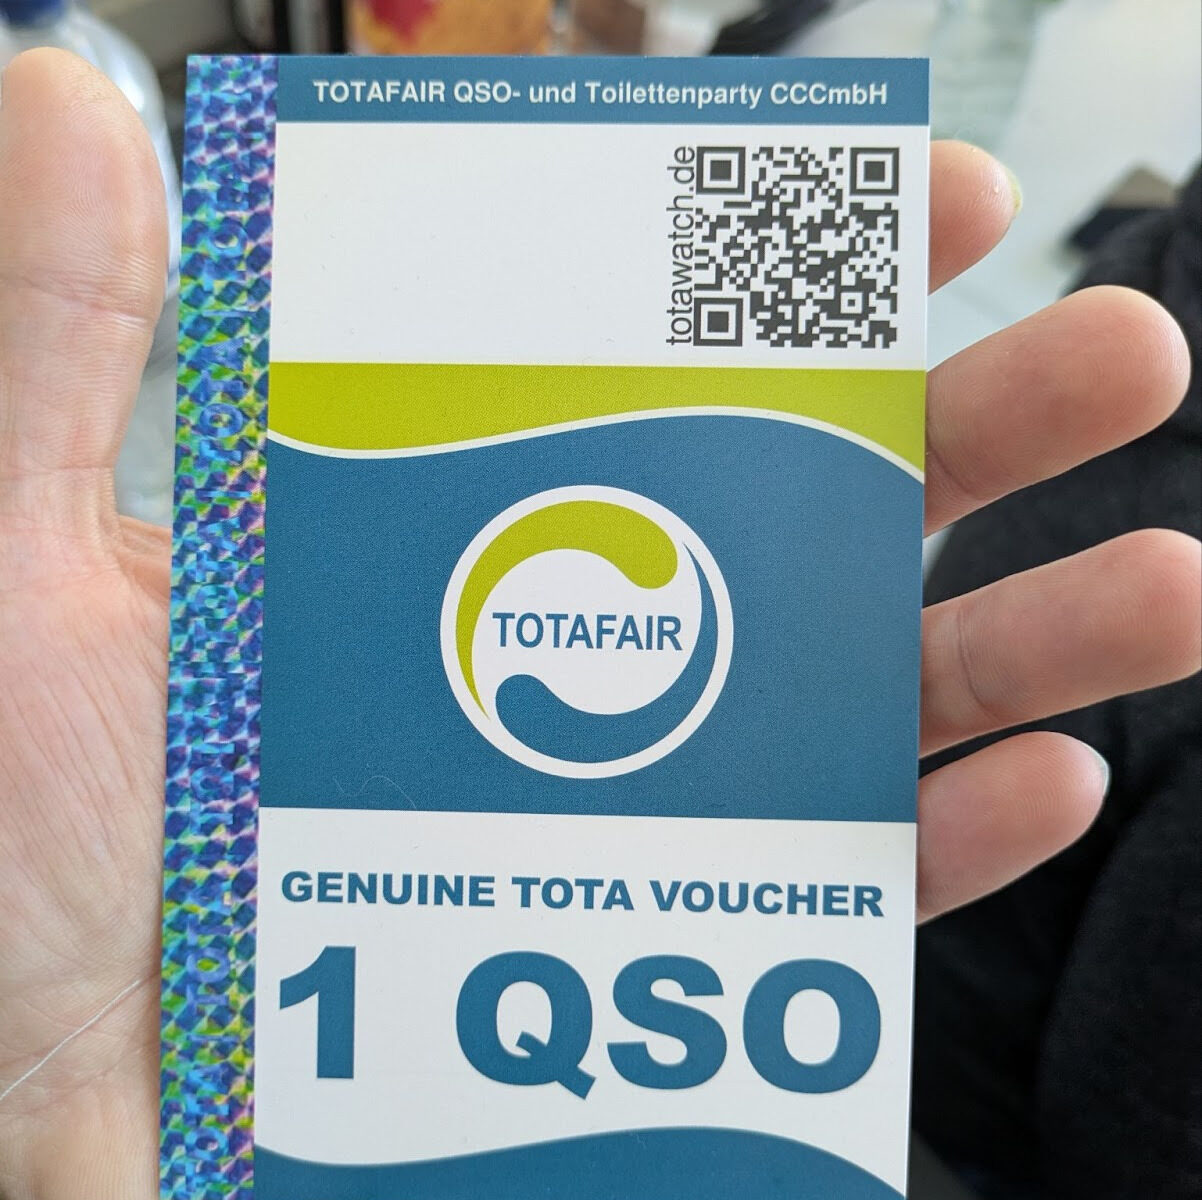 TOTAFAIR QSO- und Toilettenparty CCCmbH
totawatch.de
TOTAFAIR
GENUINE TOTA VOUCHER
1 QSO